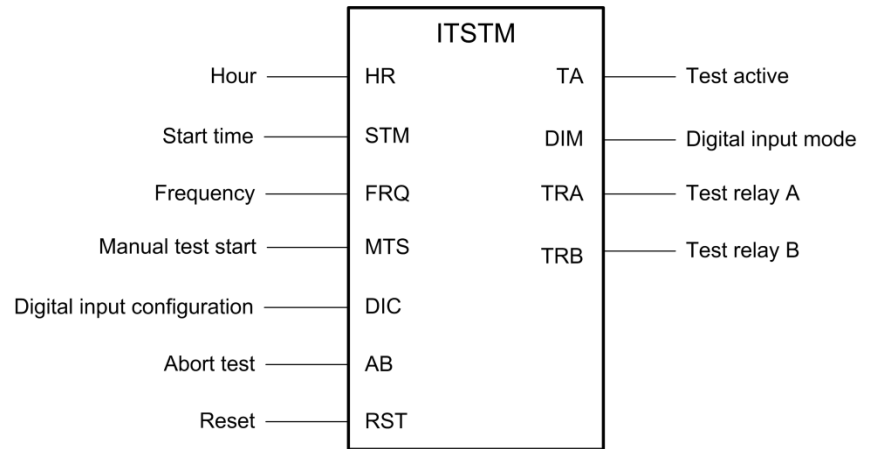 ITSTM
Hour HR TA Test active
Start time STM DIM Digital input mode
Frequency FRQ TRA Test relay A
Manual test start MTS TRB Test relay B
Digital input configuration DIC
Abort test AB
Reset RST